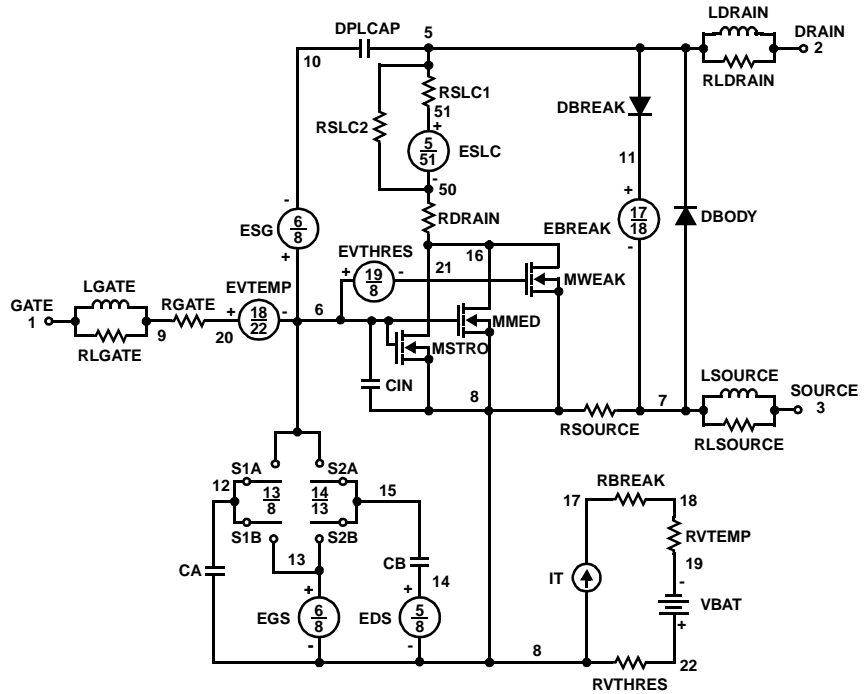 LDRAIN
DPLCAP 5 DRAIN
10 2
RLDRAIN
RSLC1
51 DBREAK
RSLC2 +
5
51 ESLC
- 11
50
- +
6
8 ESG
RDRAIN 17
18 EBREAK DBODY
+ EVTHRES 16 -
+ 19
8 - 21 MWEAK
LGATE EVTEMP
GATE RGATE + 18
22 - 6 MMED
1 9 20
RLGATE MSTRO
LSOURCE
CIN 8 7 SOURCE
3
RSOURCE RLSOURCE
S1A S2A RBREAK
12 13
8 14
13 15 17 18
S1B S2B RVTEMP
13 CB 19
CA 14 IT -
+ + VBAT
EGS 6
8 EDS 5
8 +
- - 8 22
RVTHRES